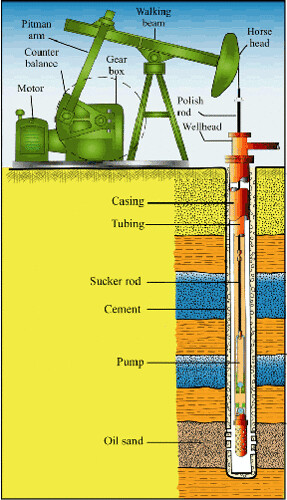 Walking
beam
Pitman
arm
Horse
head
Counter
balance
Gear
box
Motor
Polish
rod
Wellhead
Casing
Tubing
Sucker rod
Cement
Pump
Oil sand